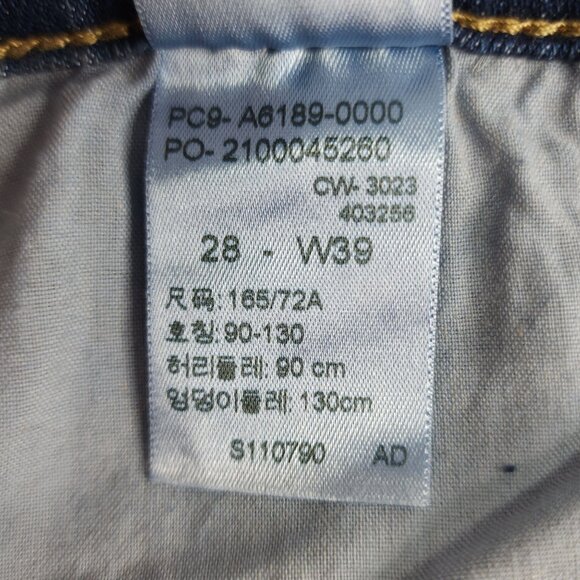 PC9- A6189-0000
PO- 2100045260
CW- 3023
403256
28 - W39
尺码: 165/72A
호칭: 90-130
허리둘레: 90 cm
엉덩이둘레: 130cm
S110790 AD